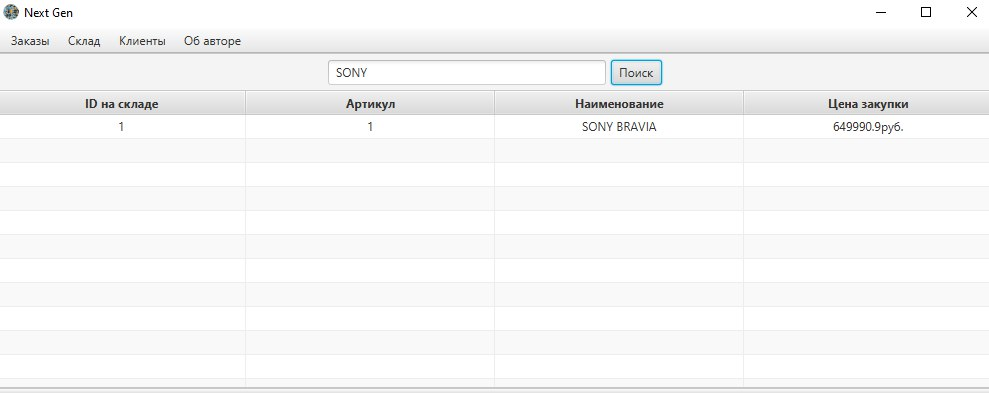 Next Gen
Заказы Склад Клиенты Об авторе
SONY Поиск
ID на складе Артикул Наименование Цена закупки
1 1 SONY BRAVIA 649990.9руб.